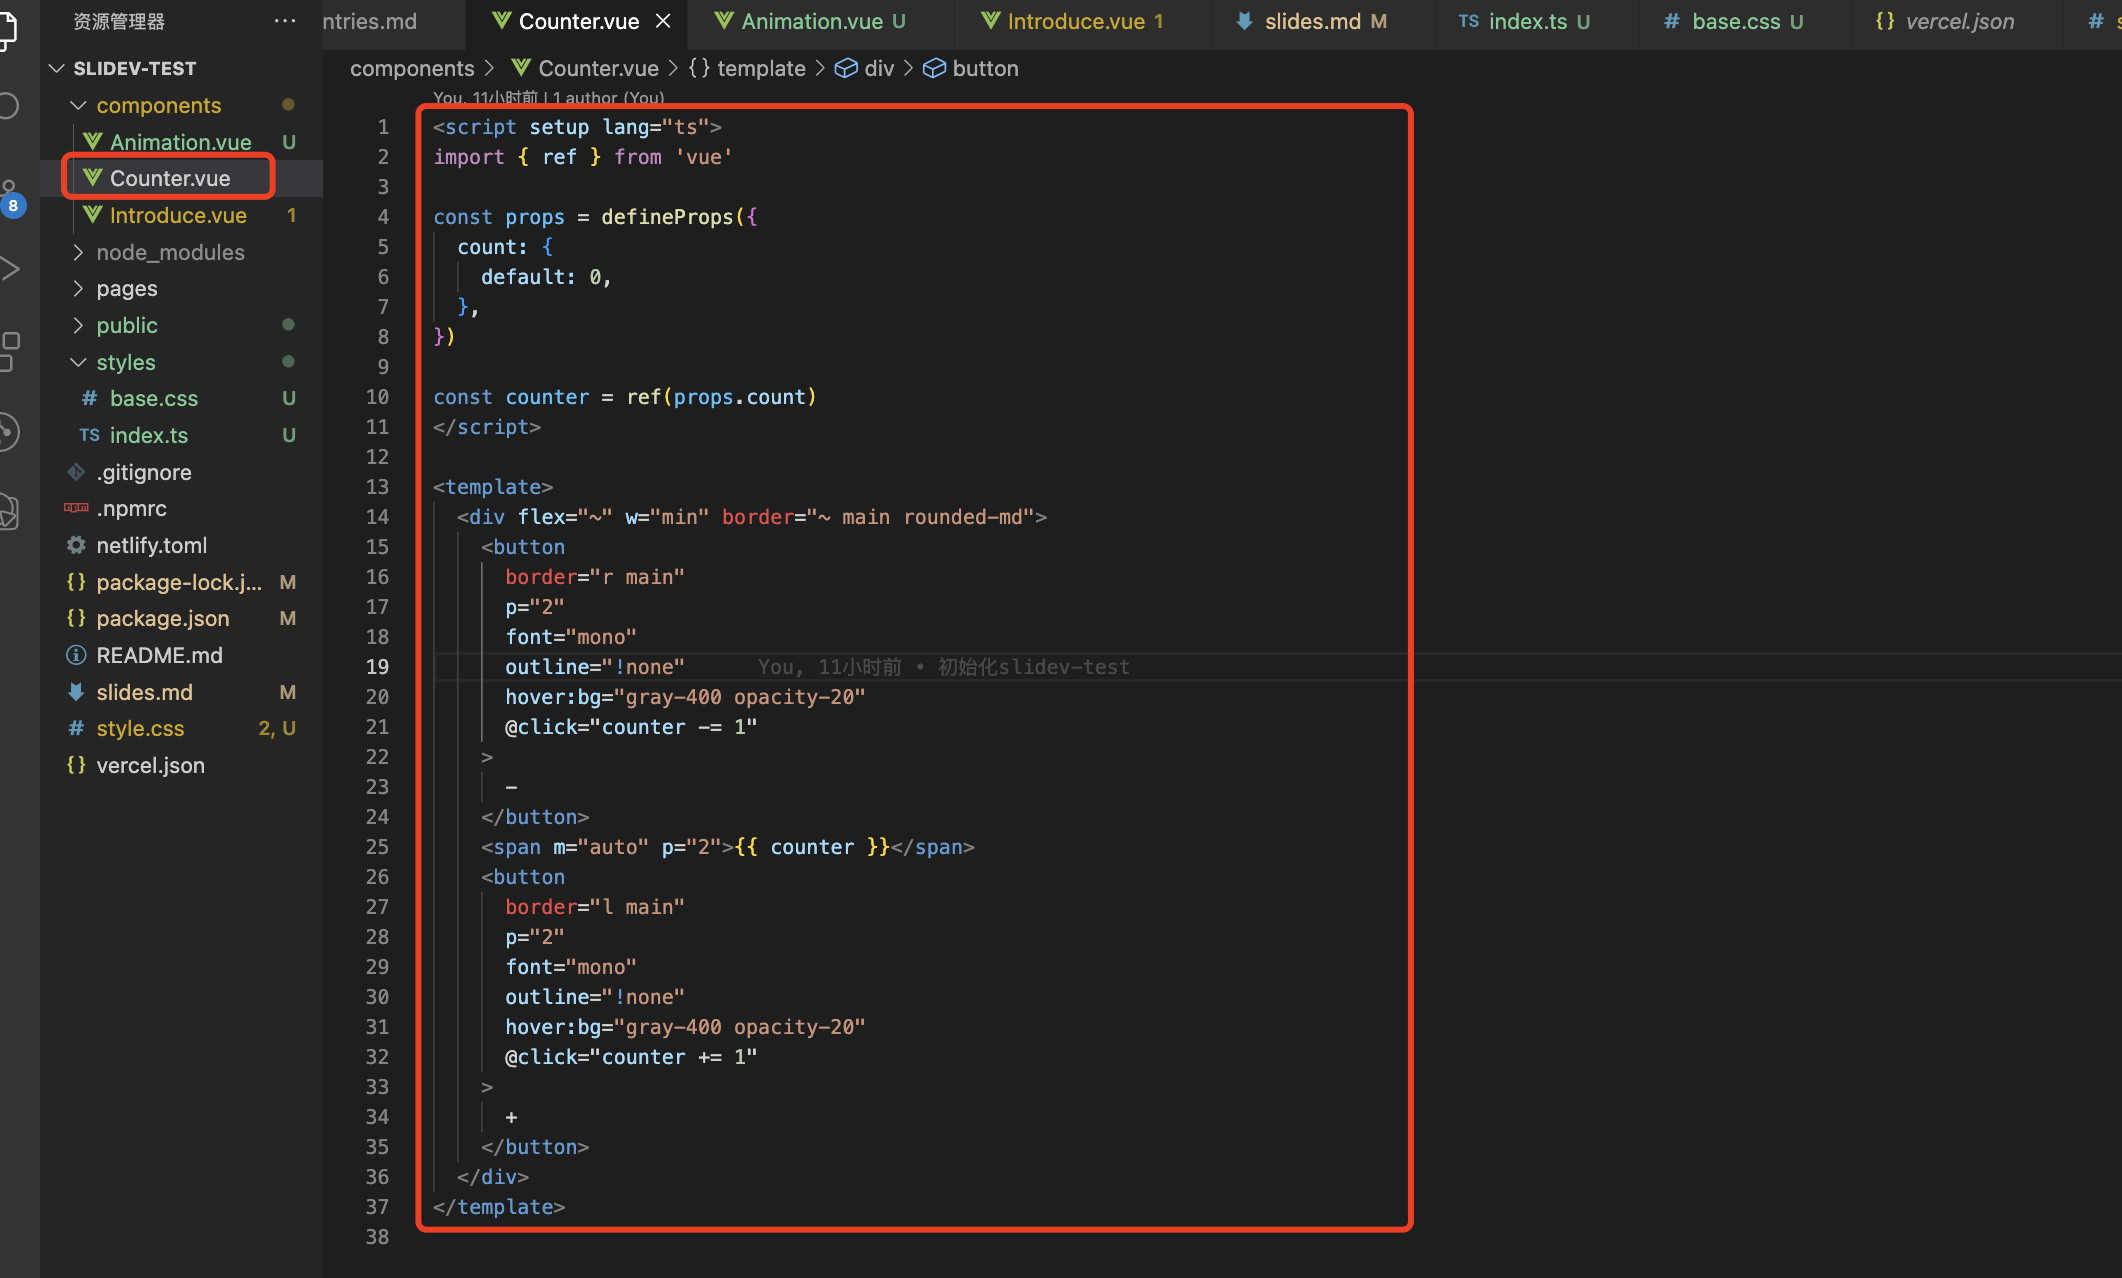 资源管理器
ntries.md
Counter.vue
Animation.vue U
Introduce.vue 1
slides.md M
TS index.ts U
# base.css U
{} vercel.json
#
SLIDEV-TEST
components
Animation.vue U
Counter.vue
Introduce.vue 1
8
node_modules
pages
public
styles
# base.css U
TS index.ts U
.gitignore
npm .npmrc
netlify.toml
{} package-lock.j... M
{} package.json M
README.md
slides.md M
# style.css 2, U
{} vercel.json
components > Counter.vue > {} template > div > button
You, 11小时前 | 1 author (You)
1 <script setup lang="ts">
2 import { ref } from 'vue'
3
4 const props = defineProps({
5 count: {
6 default: 0,
7 },
8 })
9
10 const counter = ref(props.count)
11 </script>
12
13 <template>
14 <div flex="~" w="min" border="~ main rounded-md">
15 <button
16 border="r main"
17 p="2"
18 font="mono"
19 outline="!none" You, 11小时前 • 初始化slidev-test
20 hover:bg="gray-400 opacity-20"
21 @click="counter -= 1"
22 >
23 -
24 </button>
25 <span m="auto" p="2">{{ counter }}</span>
26 <button
27 border="l main"
28 p="2"
29 font="mono"
30 outline="!none"
31 hover:bg="gray-400 opacity-20"
32 @click="counter += 1"
33 >
34 +
35 </button>
36 </div>
37 </template>
38